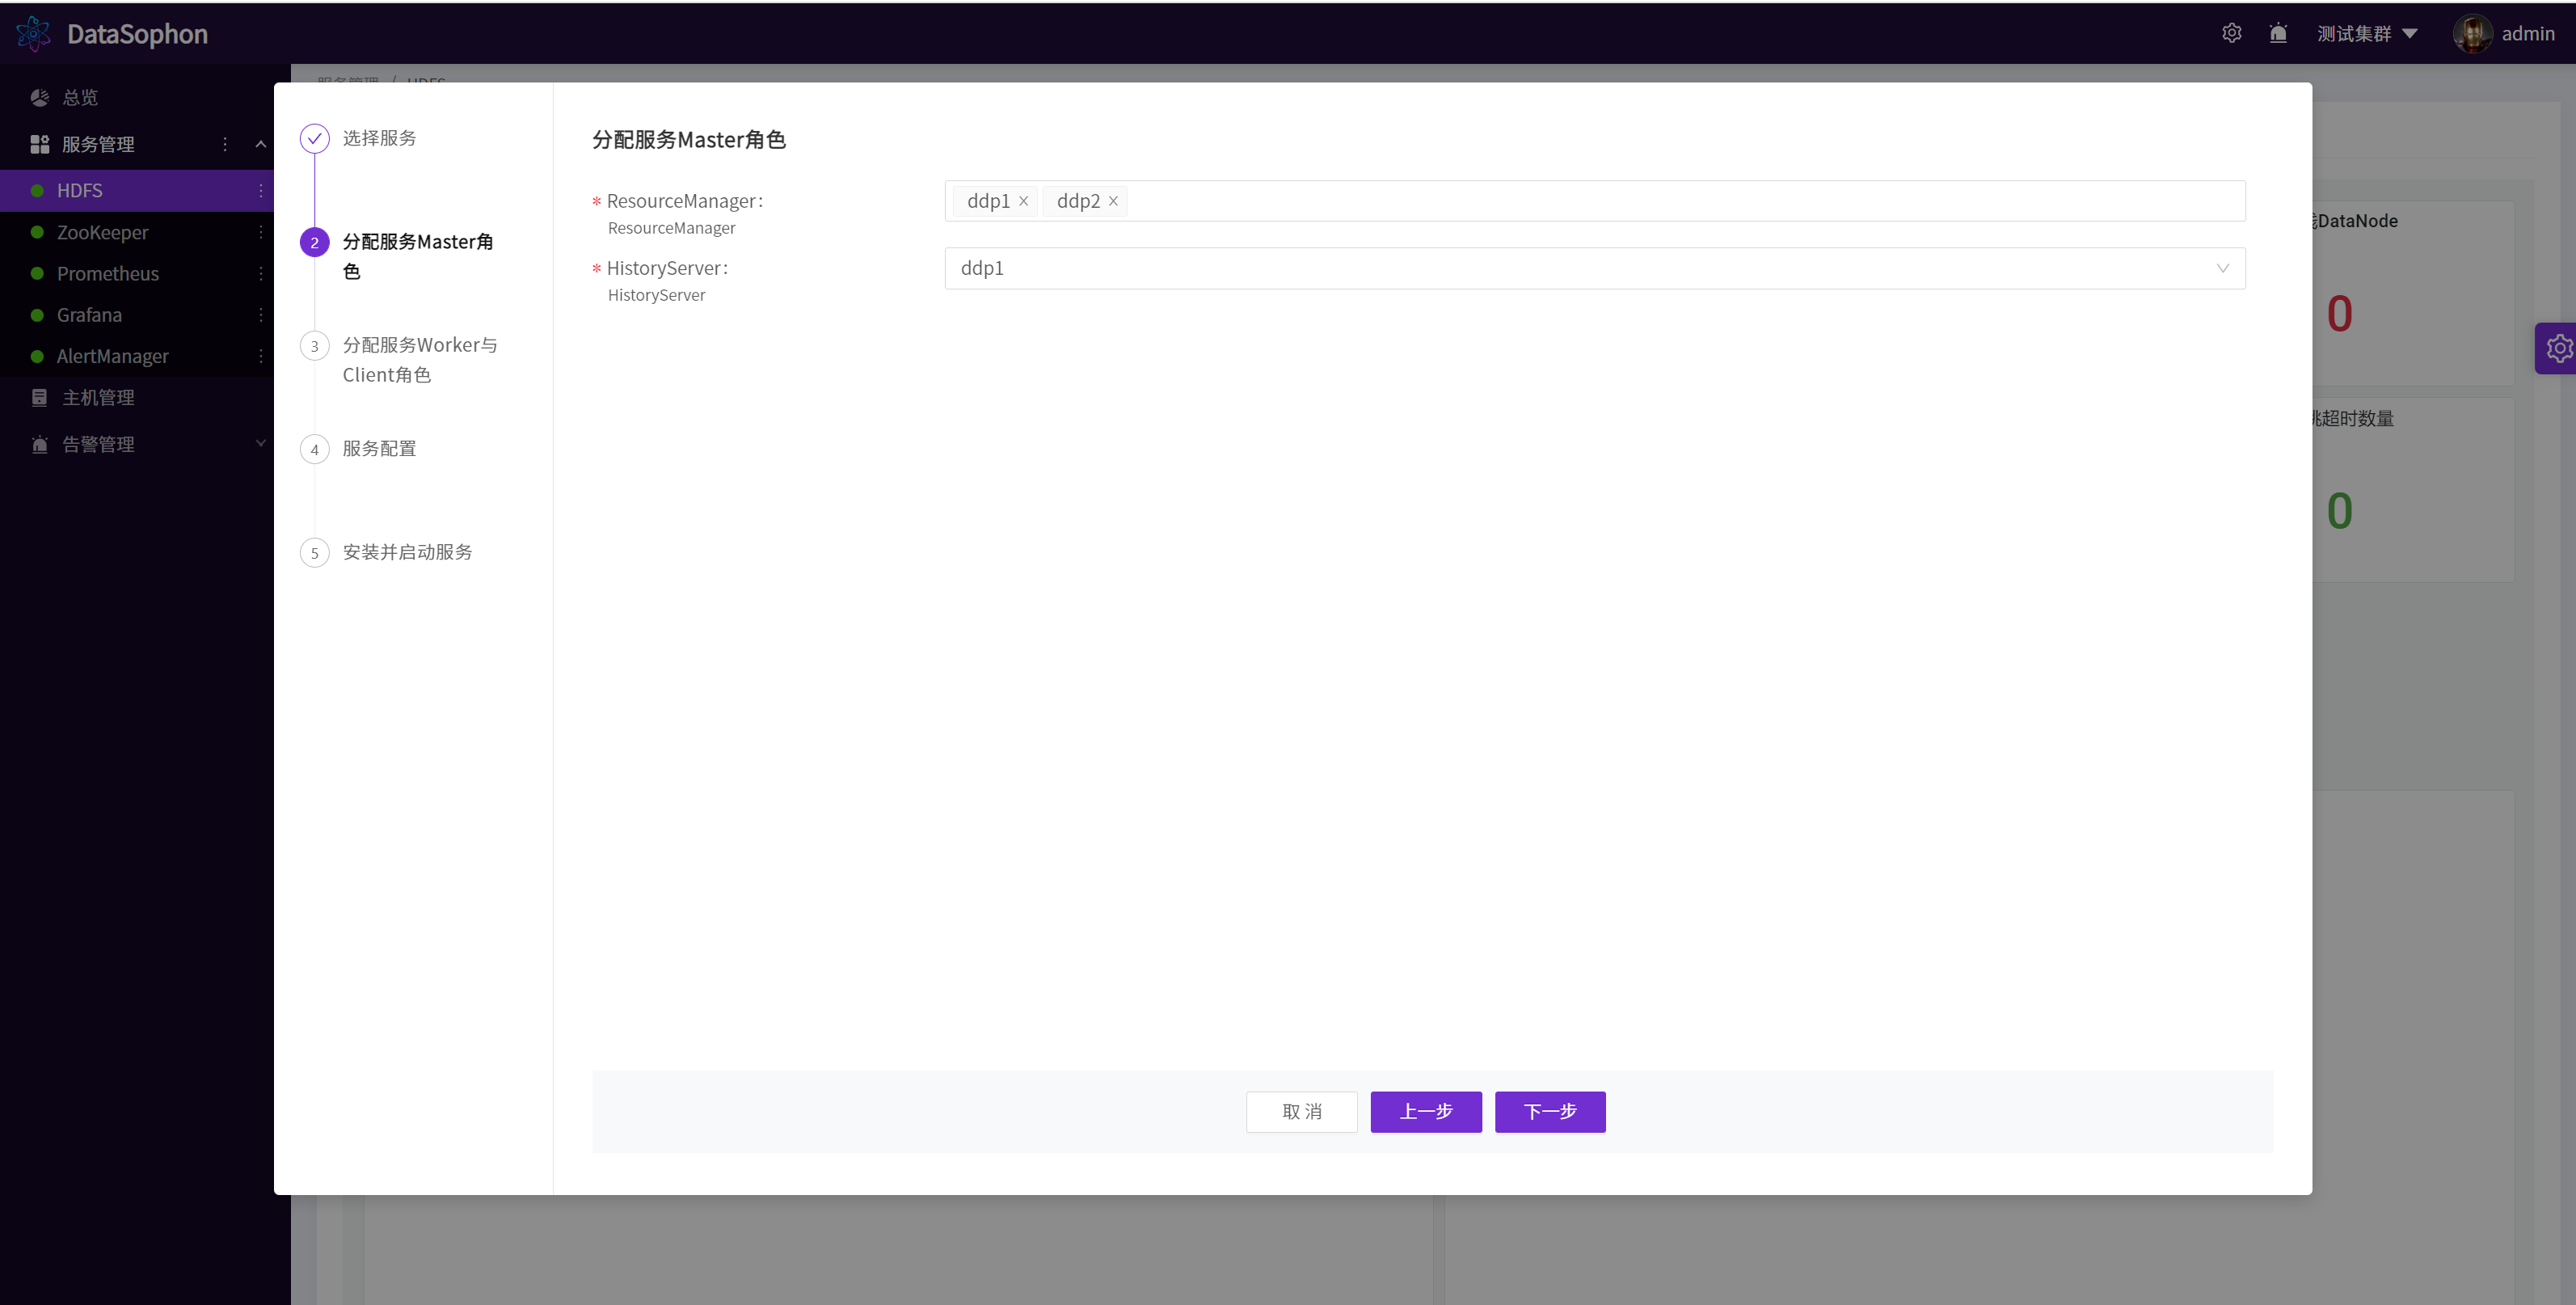 DataSophon
测试集群
admin
总览
服务管理
HDFS
ZooKeeper
Prometheus
Grafana
AlertManager
主机管理
告警管理
服务管理 / HDFS
选择服务
2
分配服务Master角
色
3
分配服务Worker与
Client角色
4
服务配置
5
安装并启动服务
分配服务Master角色
* ResourceManager:
ResourceManager
ddp1 × ddp2 ×
* HistoryServer:
HistoryServer
ddp1
取 消
上一步
下一步
DataNode
0
跳超时数量
0